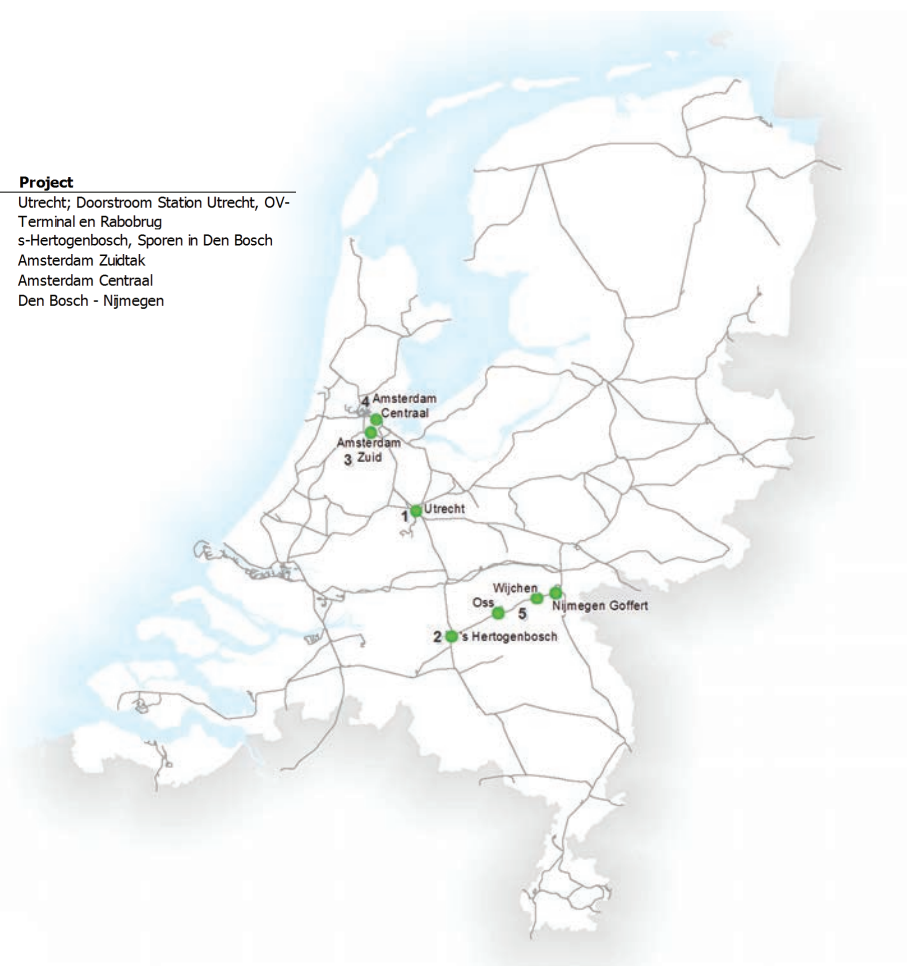 Project
Utrecht; Doorstroom Station Utrecht, OV-
Terminal en Rabobrug
s-Hertogenbosch, Sporen in Den Bosch
Amsterdam Zuidtak
Amsterdam Centraal
Den Bosch - Nijmegen
4 Amsterdam
Centraal
Amsterdam
3 Zuid
1 Utrecht
Wijchen
Oss
5
Nijmegen Goffert
2 's Hertogenbosch